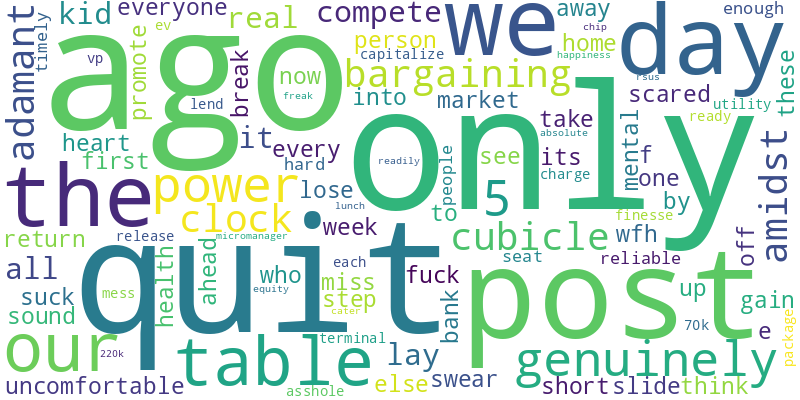 adamant
timely
kid
everyone
ev
real
compete
away
enough
vp
ago
promote
break
lend
now
freak
person
capitalize
we
chip
home
happiness
day
rsus
these
bargaining
into
market
scared
utility
ready
heart
first
it
every
hard
readily
only
take
absolute
see
its
mental
f
the
power
clock
lose
lunch
week
people
to
5
charge
one
by
finesse
amidst
return
release
micromanager
cubicle
wfh
off
all
health
ahead
who
each
miss
fuck
seat
reliable
suck
mess
quit
equity
step
cater
bank
post
up
gain
sound
70k
e
package
our
220k
table
terminal
lay
genuinely
uncomfortable
asshole
else
swear
short
slide
think